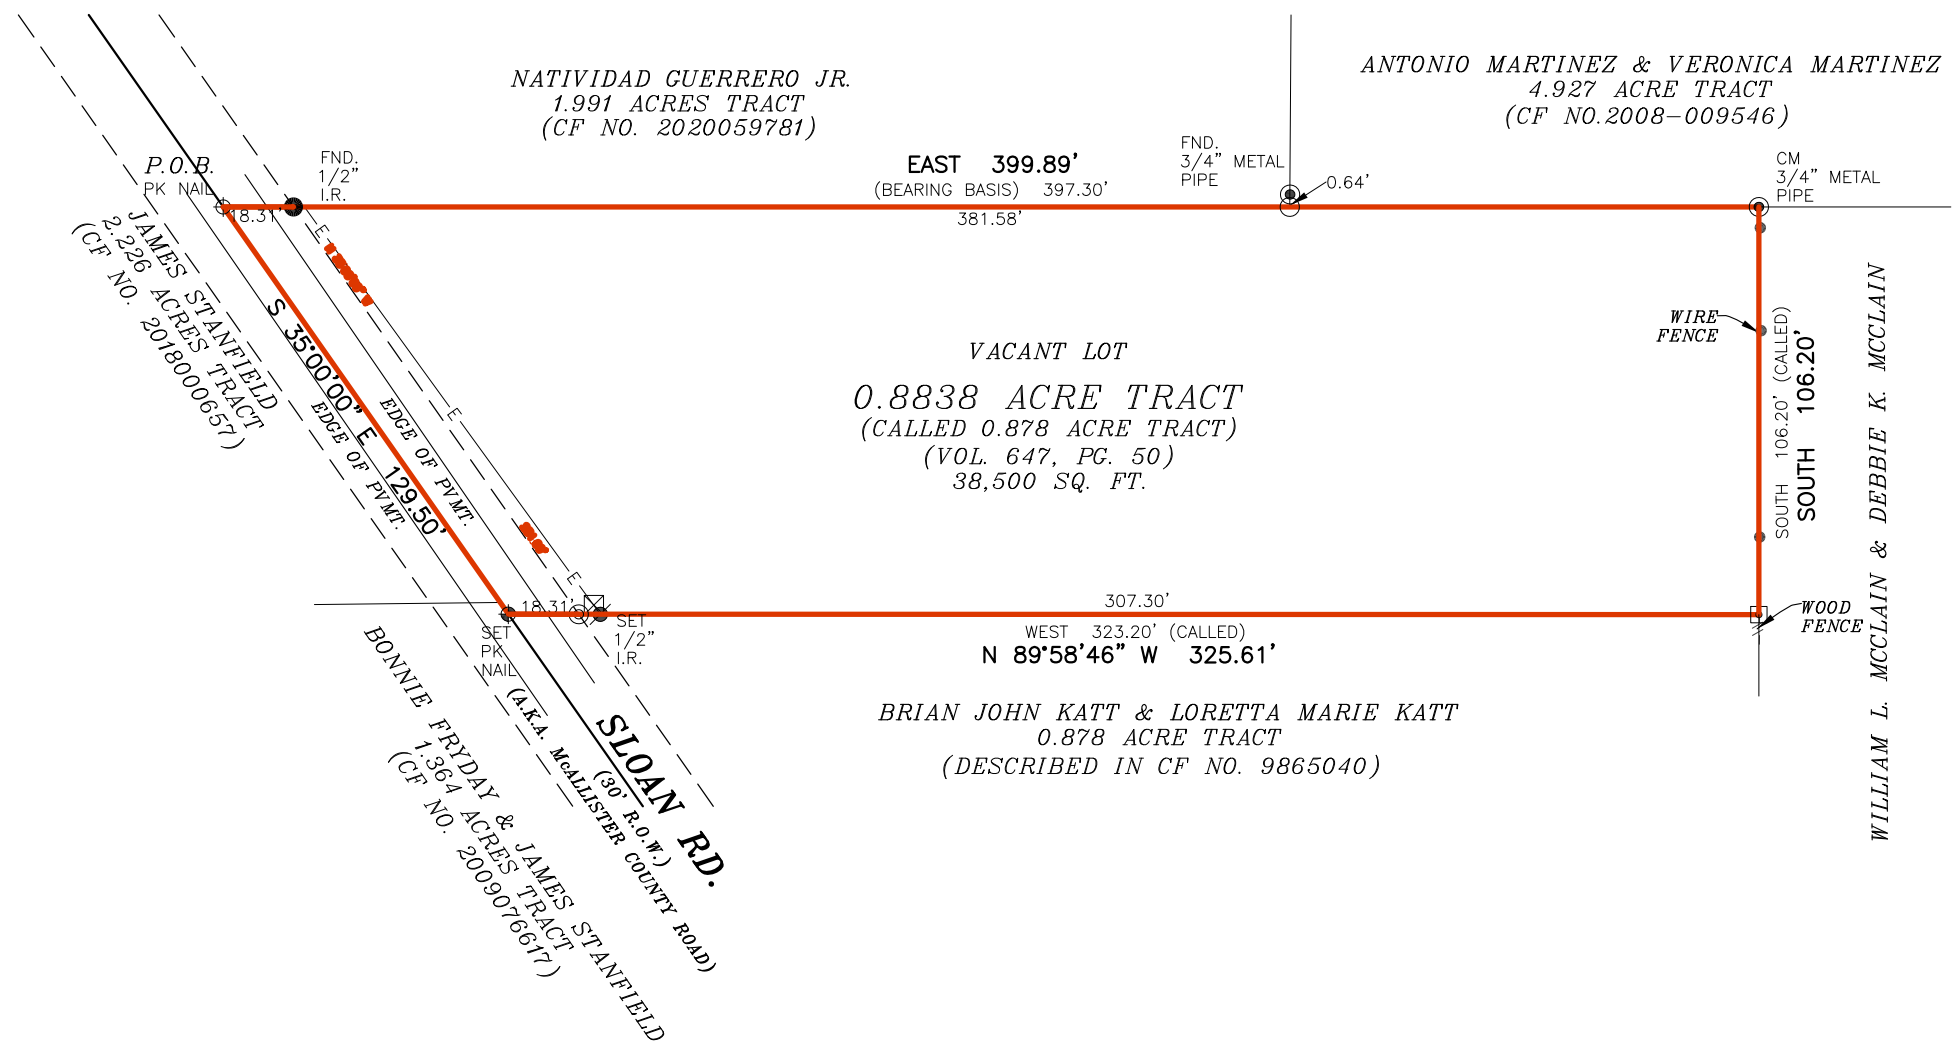 NATIVIDAD GUERRERO JR.
1.991 ACRES TRACT
(CF NO. 2020059781)
ANTONIO MARTINEZ & VERONICA MARTINEZ
4.927 ACRE TRACT
(CF NO.2008-009546)
P.O.B.
PK NAIL
FND.
1/2"
I.R.
EAST 399.89'
(BEARING BASIS) 397.30'
381.58'
FND.
3/4" METAL
PIPE
0.64'
CM
3/4" METAL
PIPE
18.31'
JAMES STANFIELD
2.226 ACRES TRACT
(CF NO. 2018000657)
S 35°00'00" E 129.50'
EDGE OF PVMT.
EDGE OF PVMT.
E
E
E
VACANT LOT
0.8838 ACRE TRACT
(CALLED 0.878 ACRE TRACT)
(VOL. 647, PG. 50)
38,500 SQ. FT.
WIRE
FENCE
SOUTH 106.20' (CALLED)
SOUTH 106.20'
WILLIAM L. MCCLAIN & DEBBIE K. MCCLAIN
18.31'
SET
PK
NAIL
SET
1/2"
I.R.
307.30'
WEST 323.20' (CALLED)
N 89°58'46" W 325.61'
WOOD
FENCE
BRIAN JOHN KATT & LORETTA MARIE KATT
0.878 ACRE TRACT
(DESCRIBED IN CF NO. 9865040)
SLOAN RD.
(30' R.O.W.)
(A.K.A. McALLISTER COUNTY ROAD)
BONNIE FRYDAY & JAMES STANFIELD
1.364 ACRES TRACT
(CF NO. 2009076617)